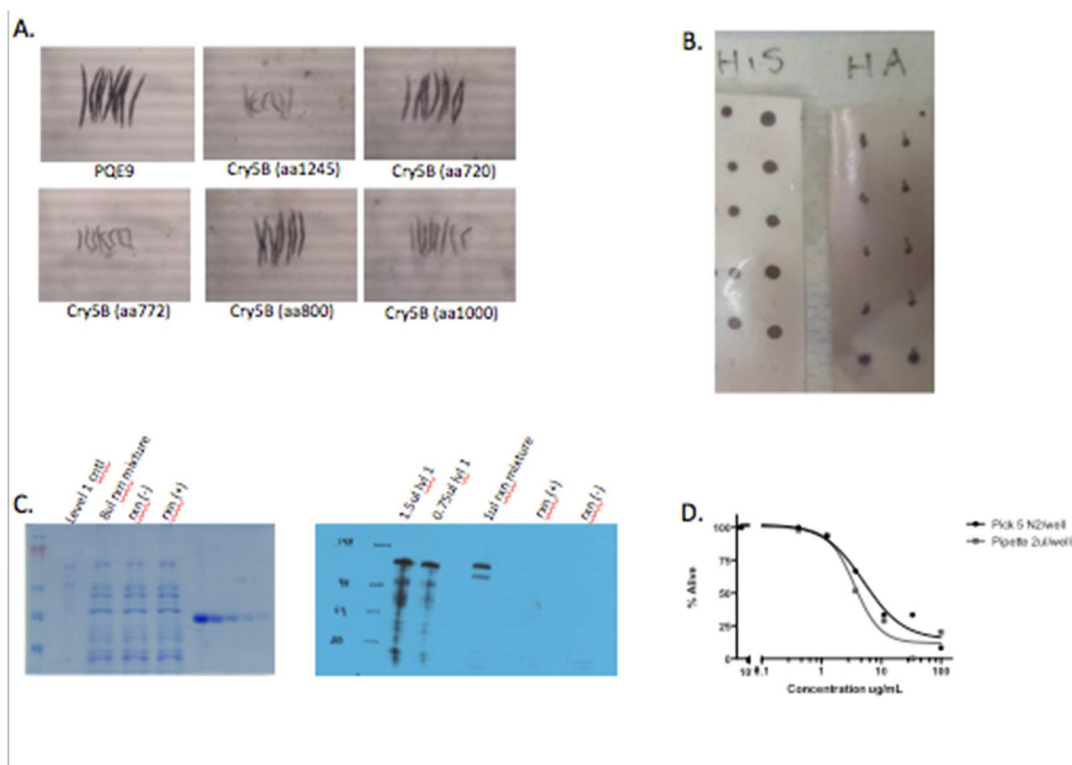 A.
PQE9
Cry5B (aa1245)
Cry5B (aa720)
Cry5B (aa772)
Cry5B (aa800)
Cry5B (aa1000)
B.
HiS HA
C.
Level 1 cntl
8ul rxn mixture
rxn (-)
rxn (+)
1.5ul lvl 1
0.75ul lvl 1
1ul rxn mixture
rxn (+)
rxn (-)
98
D.
Pick 5 N2/well
Pipette 2ul/well
% Alive
100
75
50
25
0
0.1
1
10
100
Concentration ug/mL